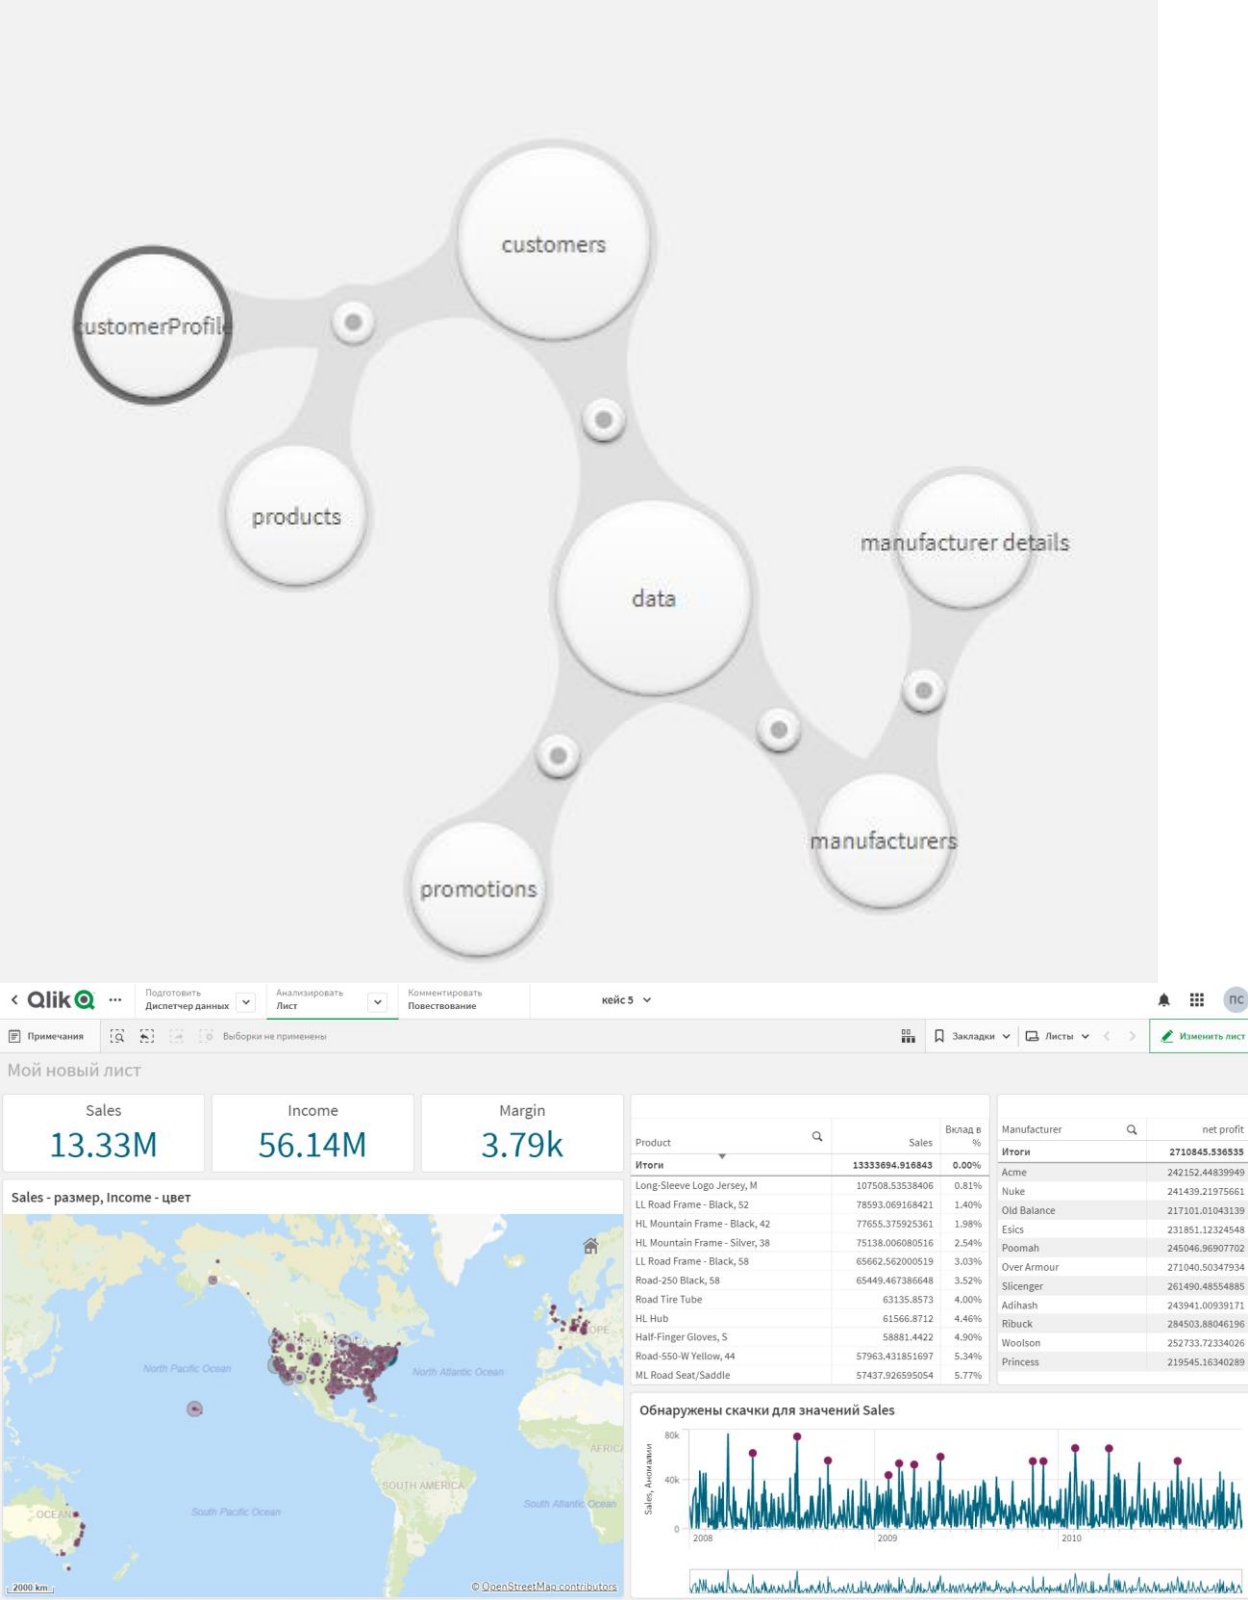 customers
customerProfile
products
manufacturer details
data
manufacturers
promotions
Qlik
Подготовить
Диспетчер данных
Анализировать
Лист
Комментировать
Повествование
кейс 5
ПС
Примечания
Выборки не применены
Закладки
Листы
Изменить лист
Мой новый лист
Sales
13.33M
Income
56.14M
Margin
3.79k
Sales - размер, Income - цвет
North Pacific Ocean
North Atlantic Ocean
OPE
AFRICA
SOUTH AMERICA
OCEAN
South Pacific Ocean
South Atlantic Ocean
2000 km
© OpenStreetMap contributors
Product Sales Вклад в %
Итоги 13333694.916843 0.00%
Long-Sleeve Logo Jersey, M 107508.53538406 0.81%
LL Road Frame - Black, 52 78593.069168421 1.40%
HL Mountain Frame - Black, 42 77655.375925361 1.98%
HL Mountain Frame - Silver, 38 75138.006080516 2.54%
LL Road Frame - Black, 58 65662.562000519 3.03%
Road-250 Black, 58 65449.467386648 3.52%
Road Tire Tube 63135.8573 4.00%
HL Hub 61566.8712 4.46%
Half-Finger Gloves, S 58881.4422 4.90%
Road-550-W Yellow, 44 57963.431851697 5.34%
ML Road Seat/Saddle 57437.926595054 5.77%
Manufacturer net profit
Итоги 2710845.536535
Acme 242152.44839949
Nuke 241439.21975661
Old Balance 217101.01043139
Esics 231851.12324548
Poomah 245046.96907702
Over Armour 271040.50347934
Slicenger 261490.48554885
Adihash 243941.00939171
Ribuck 284503.88046196
Woolson 252733.72334026
Princess 219545.16340289
Обнаружены скачки для значений Sales
Sales, Аномалии
80k
40k
0
2008
2009
2010